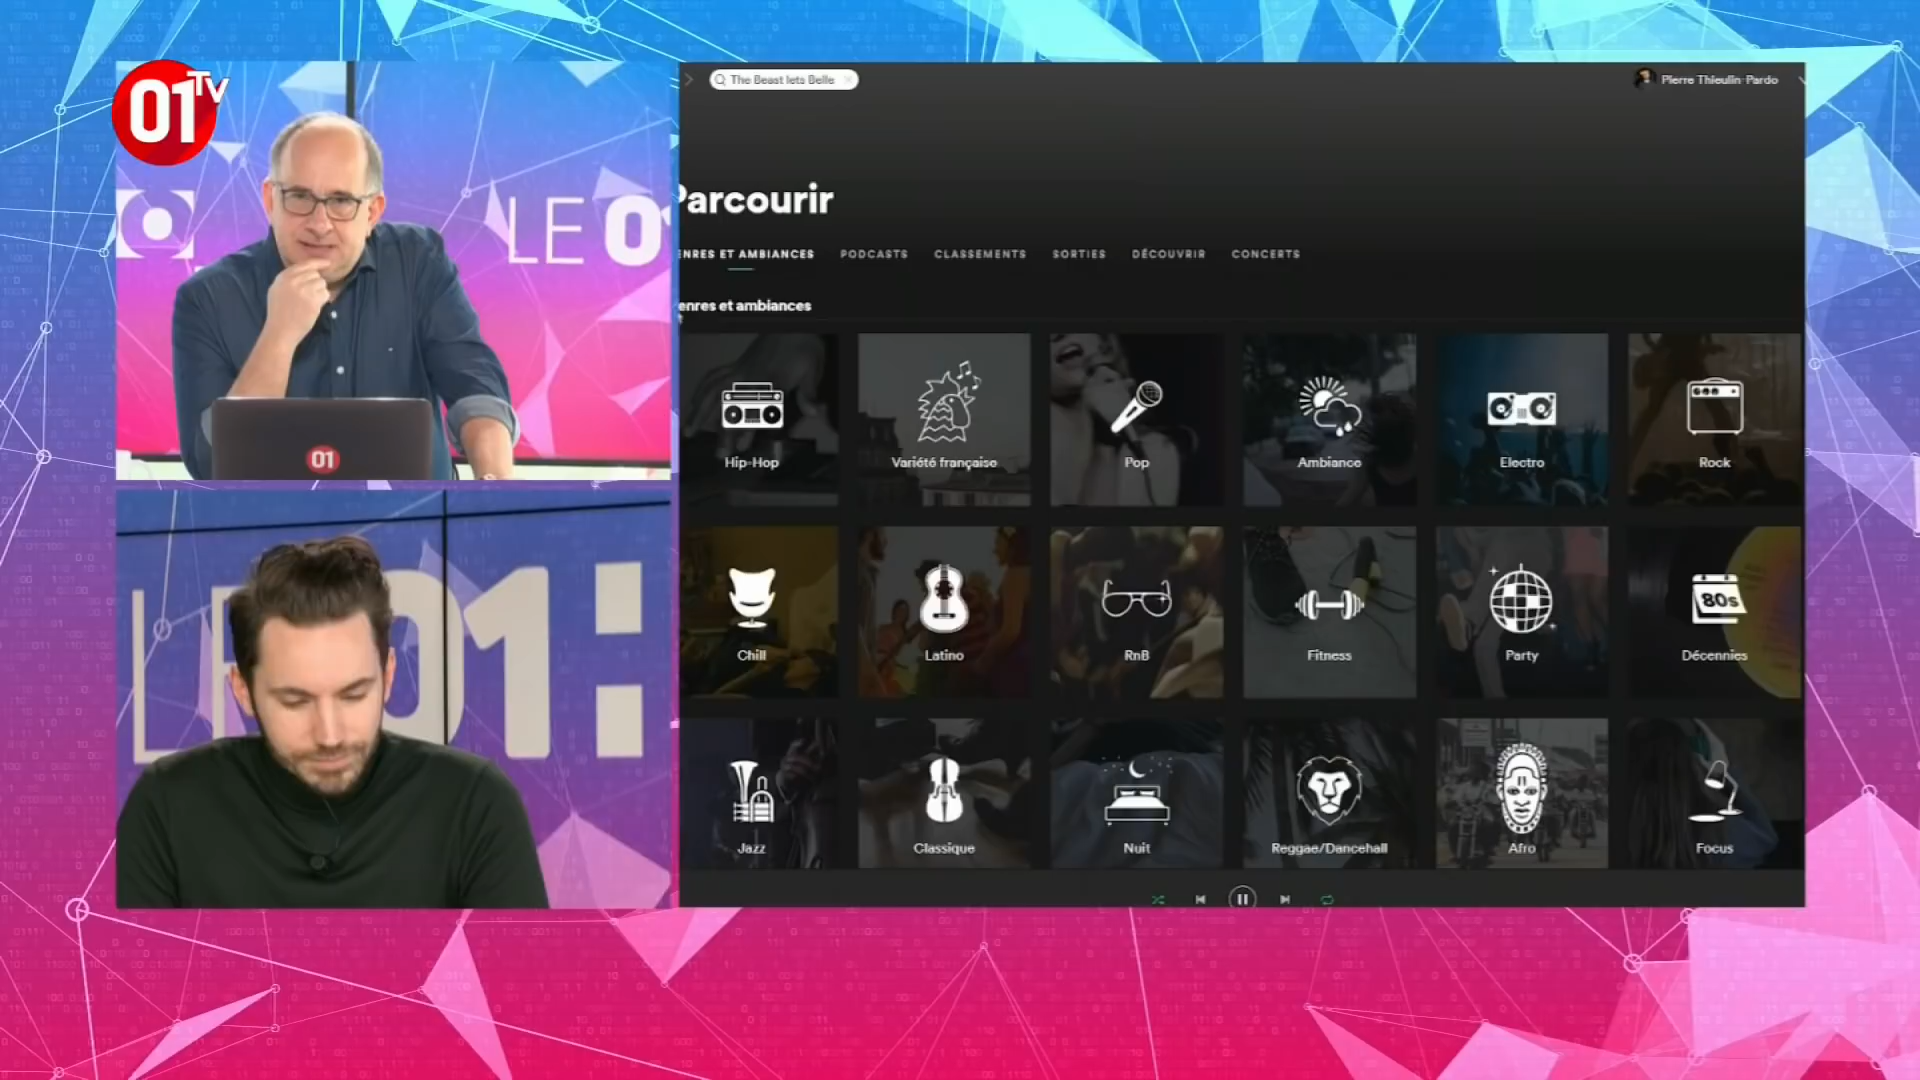 01TV
LE 01
01
LE 01:
The Beast lets Belle
Pierre Thieulin-Pardo
Parcourir
ENRES ET AMBIANCES PODCASTS CLASSEMENTS SORTIES DÉCOUVRIR CONCERTS
enres et ambiances
Hip-Hop Variété française Pop Ambiance Electro Rock
80s
Chill Latino RnB Fitness Party Décennies
Jazz Classique Nuit Reggae/Dancehall Afro Focus